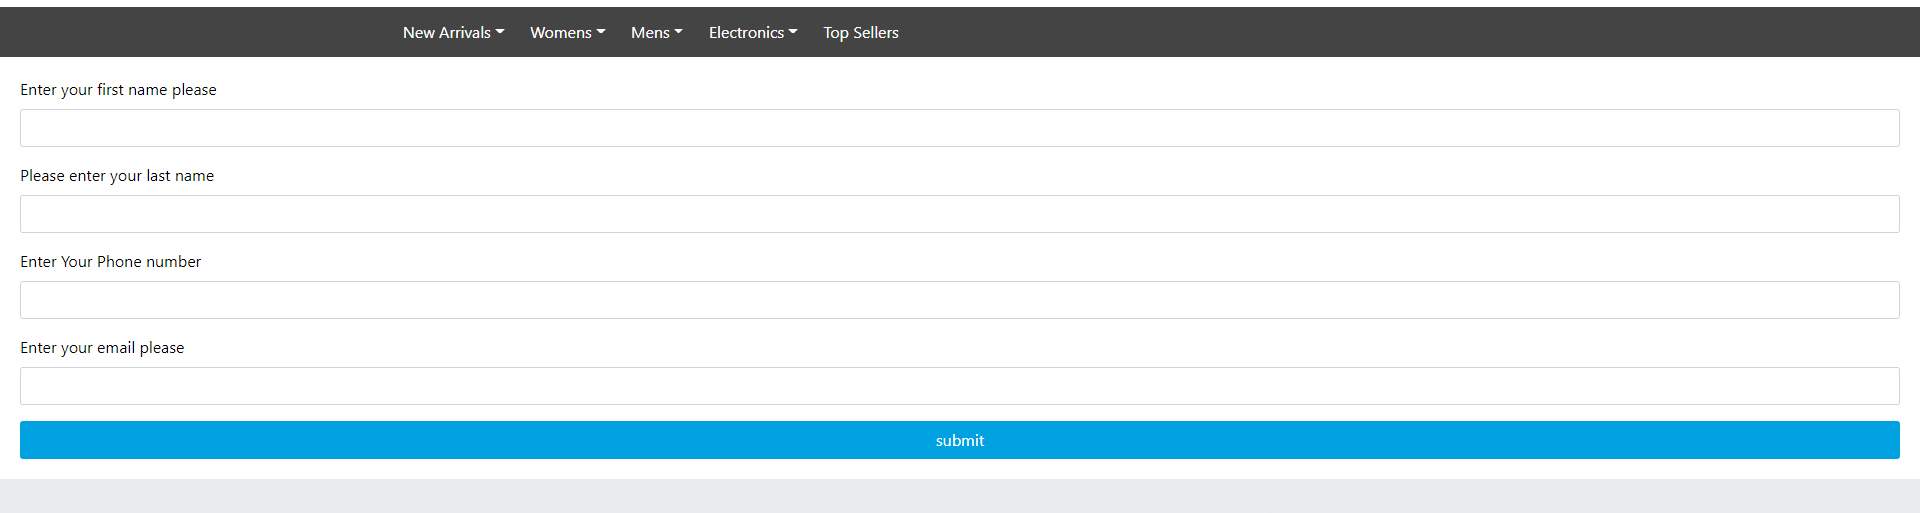 New Arrivals Womens Mens Electronics Top Sellers
Enter your first name please
Please enter your last name
Enter Your Phone number
Enter your email please
submit